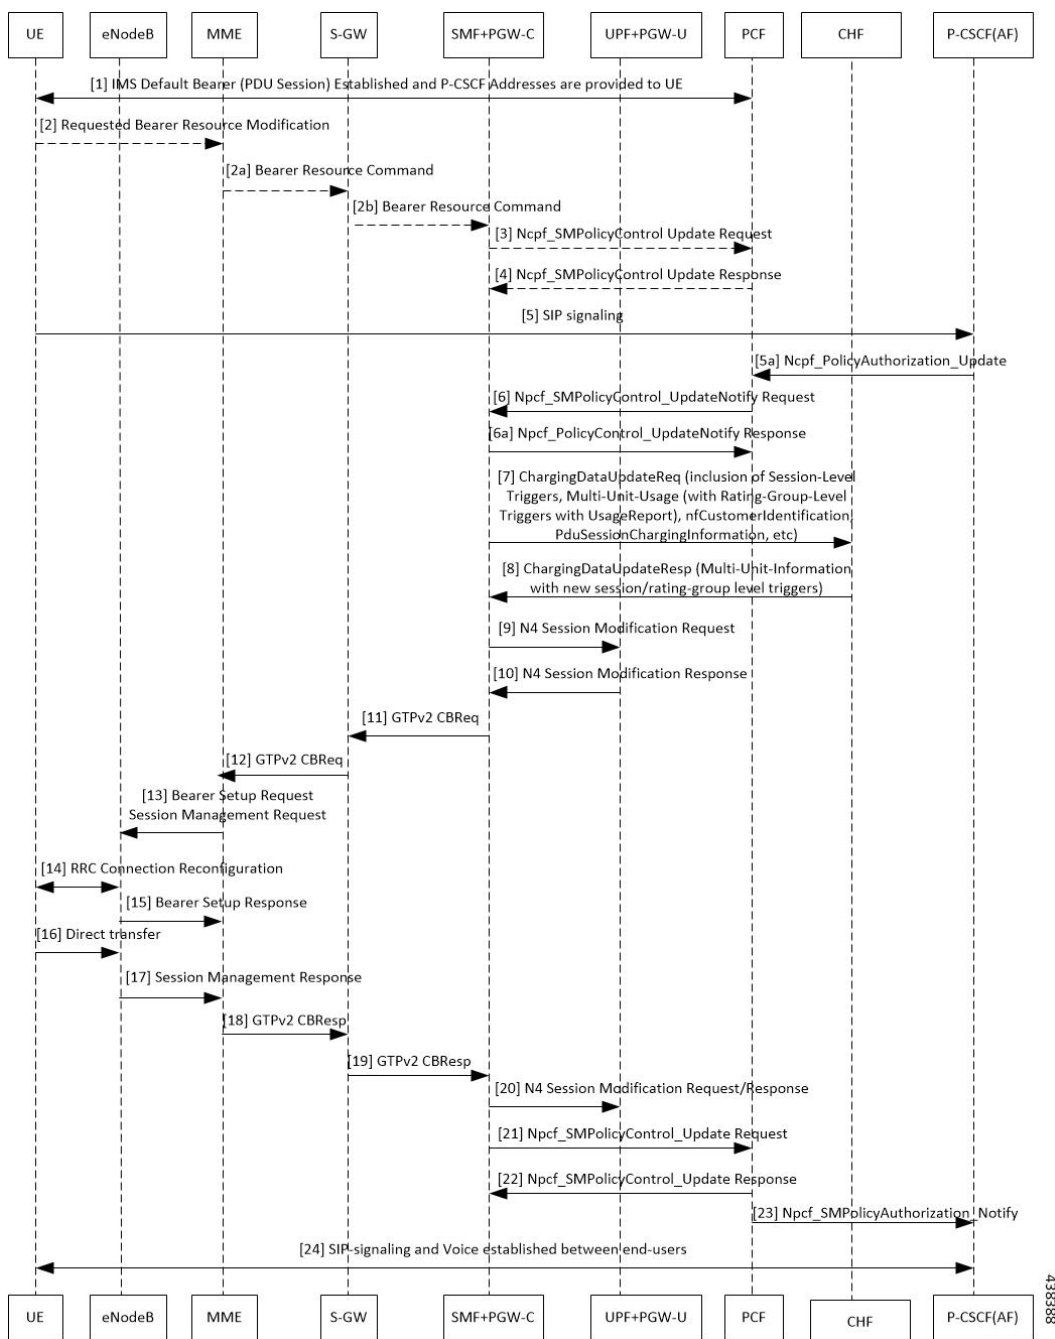 UE
eNodeB
MME
S-GW
SMF+PGW-C
UPF+PGW-U
PCF
CHF
P-CSCF(AF)
[1] IMS Default Bearer (PDU Session) Established and P-CSCF Addresses are provided to UE
[2] Requested Bearer Resource Modification
[2a] Bearer Resource Command
[2b] Bearer Resource Command
[3] Ncpf_SMPolicyControl Update Request
[4] Ncpf_SMPolicyControl Update Response
[5] SIP signaling
[5a] Ncpf_PolicyAuthorization_Update
[6] Npcf_SMPolicyControl_UpdateNotify Request
[6a] Npcf_PolicyControl_UpdateNotify Response
[7] ChargingDataUpdateReq (inclusion of Session-Level
Triggers, Multi-Unit-Usage (with Rating-Group-Level
Triggers with UsageReport), nfCustomerIdentification,
PduSessionChargingInformation, etc)
[8] ChargingDataUpdateResp (Multi-Unit-Information
with new session/rating-group level triggers)
[9] N4 Session Modification Request
[10] N4 Session Modification Response
[11] GTPv2 CBReq
[12] GTPv2 CBReq
[13] Bearer Setup Request
Session Management Request
[14] RRC Connection Reconfiguration
[15] Bearer Setup Response
[16] Direct transfer
[17] Session Management Response
[18] GTPv2 CBResp
[19] GTPv2 CBResp
[20] N4 Session Modification Request/Response
[21] Npcf_SMPolicyControl_Update Request
[22] Npcf_SMPolicyControl_Update Response
[23] Npcf_SMPolicyAuthorization_Notify
[24] SIP-signaling and Voice established between end-users
UE
eNodeB
MME
S-GW
SMF+PGW-C
UPF+PGW-U
PCF
CHF
P-CSCF(AF)
438388